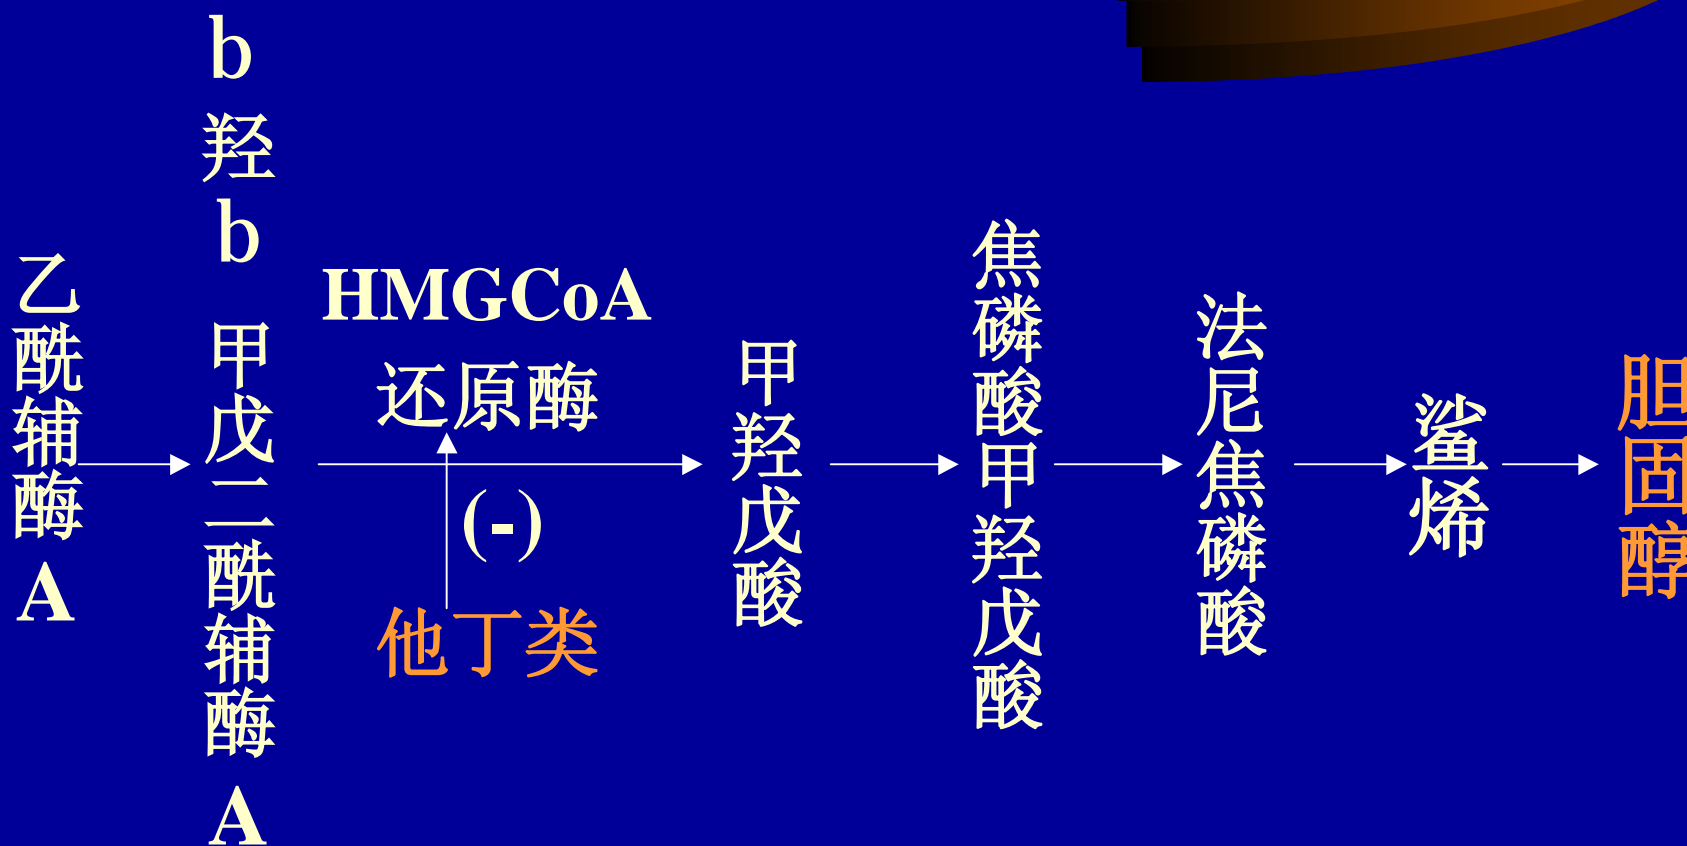 乙酰辅酶A
b羟b甲戊二酰辅酶A
HMGCoA
还原酶
(-)
他丁类
甲羟戊酸
焦磷酸甲羟戊酸
法尼焦磷酸
鲨烯
胆固醇